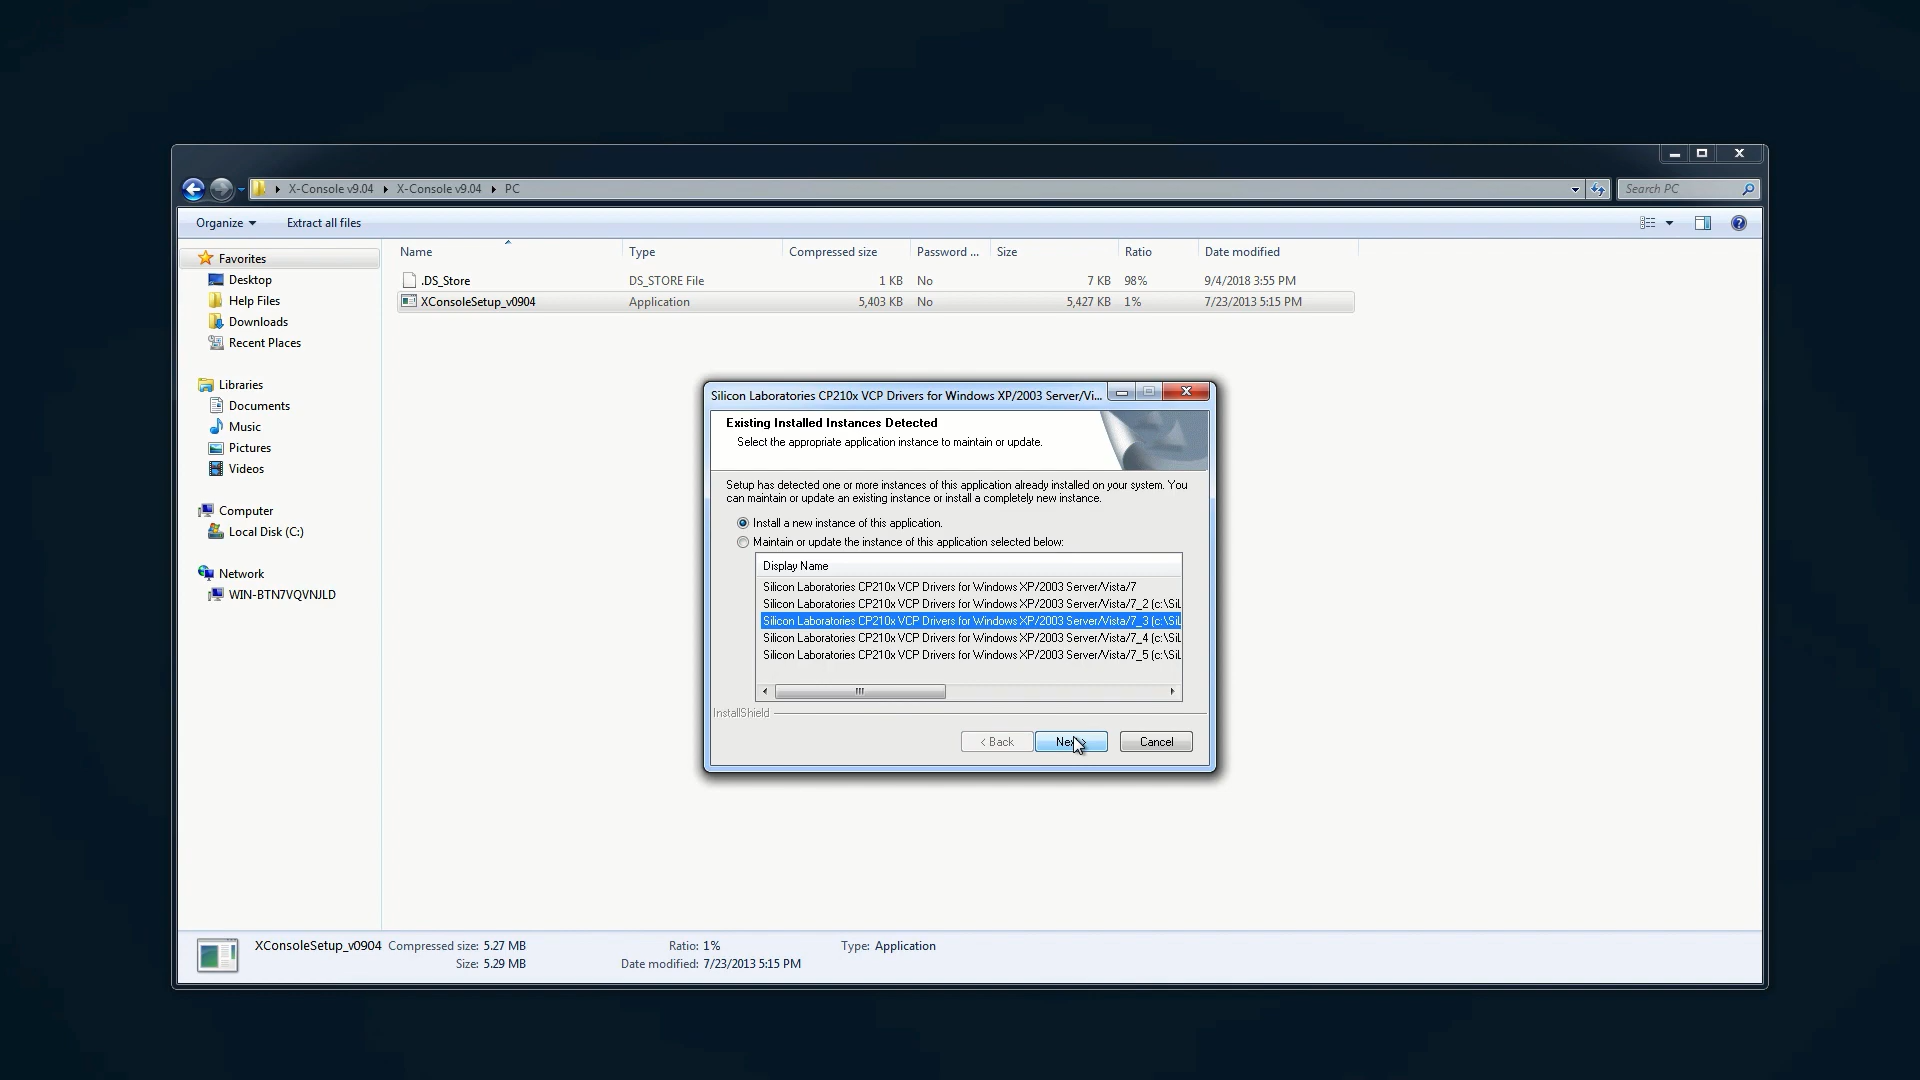 X-Console v9.04 X-Console v9.04 PC
Search PC
Organize Extract all files
Name Type Compressed size Password ... Size Ratio Date modified
.DS_Store DS_STORE File 1 KB No 7 KB 98% 9/4/2018 3:55 PM
XConsoleSetup_v0904 Application 5,403 KB No 5,427 KB 1% 7/23/2013 5:15 PM
Favorites
Desktop
Help Files
Downloads
Recent Places
Libraries
Documents
Music
Pictures
Videos
Computer
Local Disk (C:)
Network
WIN-BTN7VQVNJLD
Silicon Laboratories CP210x VCP Drivers for Windows XP/2003 Server/Vi...
Existing Installed Instances Detected
Select the appropriate application instance to maintain or update.
Setup has detected one or more instances of this application already installed on your system. You
can maintain or update an existing instance or install a completely new instance.
Install a new instance of this application.
Maintain or update the instance of this application selected below:
Display Name
Silicon Laboratories CP210x VCP Drivers for Windows XP/2003 Server/Vista/7
Silicon Laboratories CP210x VCP Drivers for Windows XP/2003 Server/Vista/7_2 (c:\SiL
Silicon Laboratories CP210x VCP Drivers for Windows XP/2003 Server/Vista/7_3 (c:\SiL
Silicon Laboratories CP210x VCP Drivers for Windows XP/2003 Server/Vista/7_4 (c:\SiL
Silicon Laboratories CP210x VCP Drivers for Windows XP/2003 Server/Vista/7_5 (c:\SiL
InstallShield
< Back Next > Cancel
XConsoleSetup_v0904 Compressed size: 5.27 MB Ratio: 1% Type: Application
Size: 5.29 MB Date modified: 7/23/2013 5:15 PM